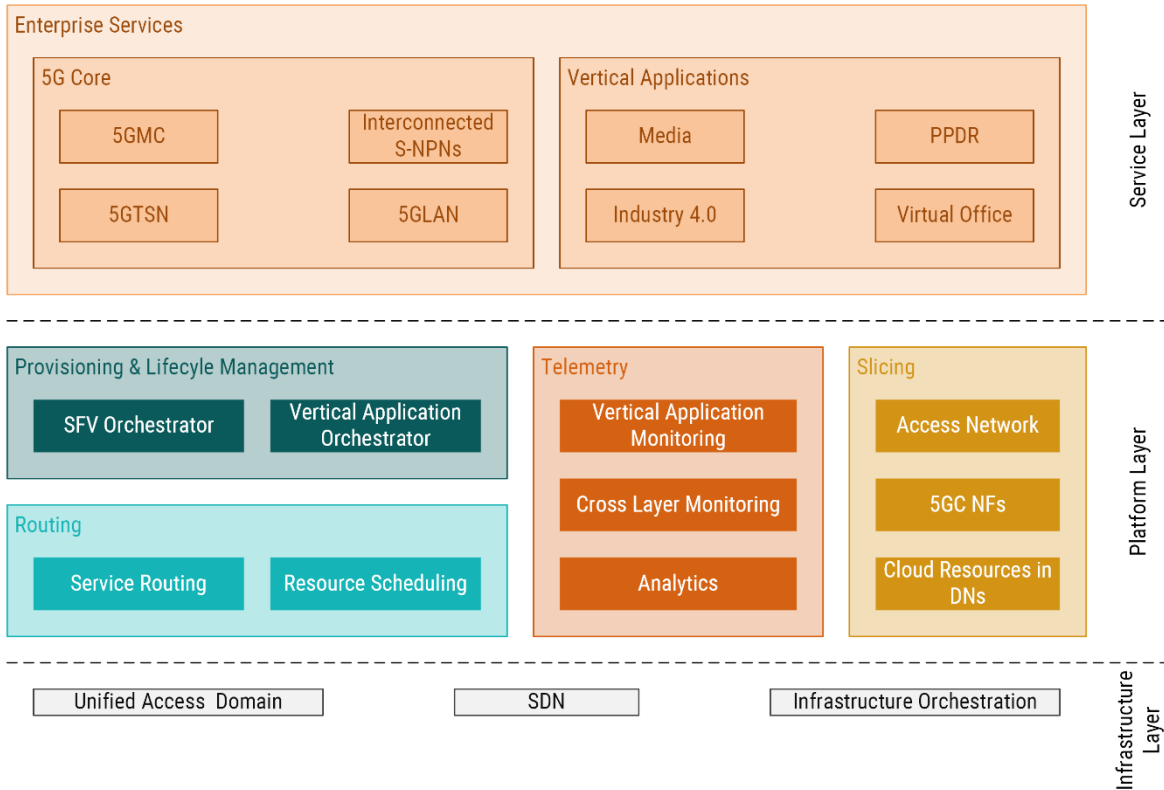 Enterprise Services
5G Core
5GMC
Interconnected
S-NPNs
5GTSN
5GLAN
Vertical Applications
Media
PPDR
Industry 4.0
Virtual Office
Service Layer
Provisioning & Lifecyle Management
SFV Orchestrator
Vertical Application
Orchestrator
Routing
Service Routing
Resource Scheduling
Telemetry
Vertical Application
Monitoring
Cross Layer Monitoring
Analytics
Slicing
Access Network
5GC NFs
Cloud Resources in
DNs
Platform Layer
Unified Access Domain
SDN
Infrastructure Orchestration
Infrastructure
Layer